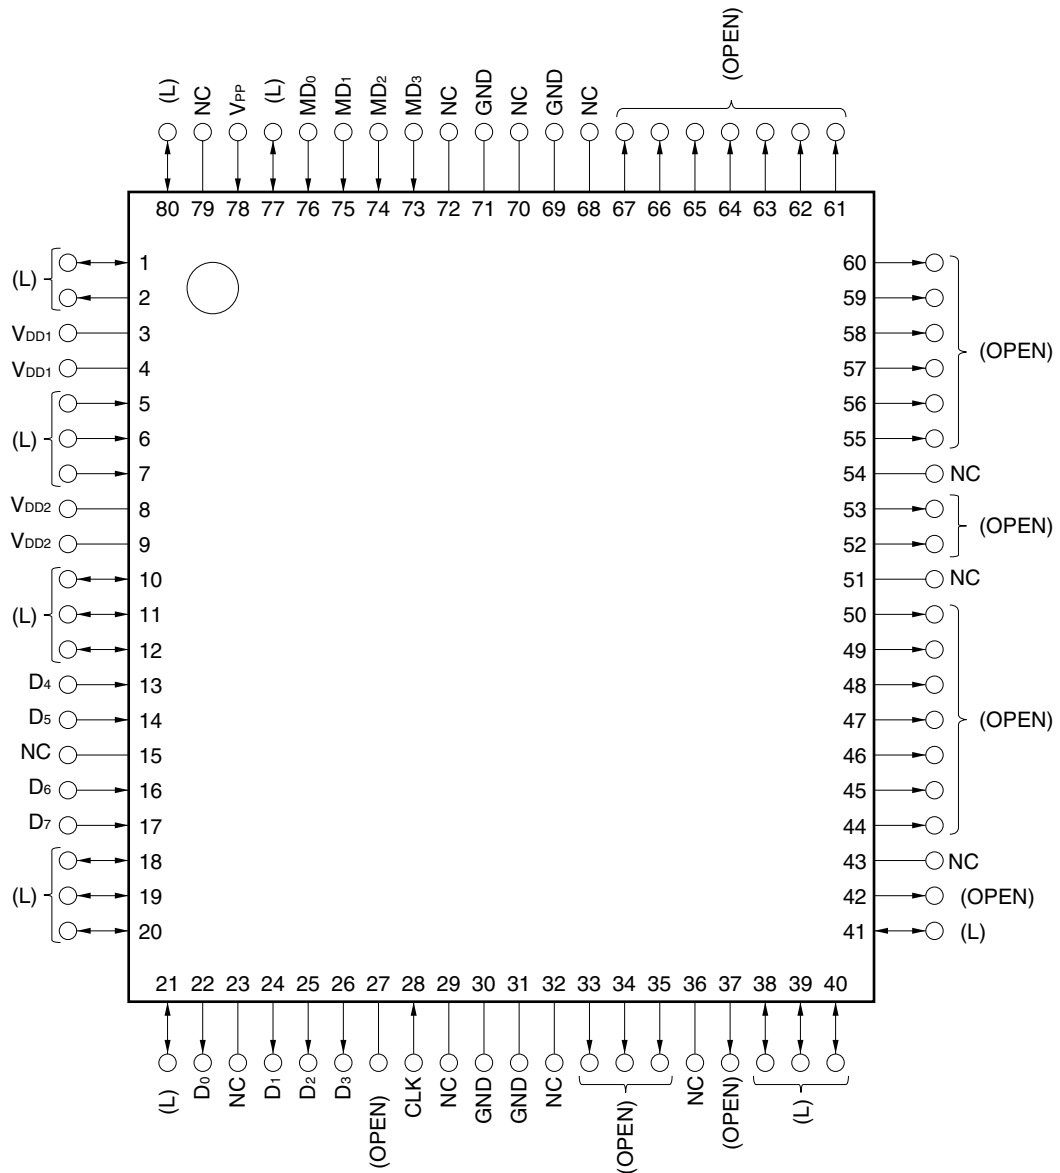 (OPEN)
(L) NC VPP (L) MD0 MD1 MD2 MD3 NC GND NC GND NC
80 79 78 77 76 75 74 73 72 71 70 69 68 67 66 65 64 63 62 61
(L)
1
2
VDD1 3
VDD1 4
(L)
5
6
7
VDD2 8
VDD2 9
(L)
10
11
12
D4 13
D5 14
NC 15
D6 16
D7 17
(L)
18
19
20
60
59
58
57
56
55
(OPEN)
54 NC
53
52
(OPEN)
51 NC
50
49
48
47
46
45
44
(OPEN)
43 NC
42 (OPEN)
41 (L)
21 22 23 24 25 26 27 28 29 30 31 32 33 34 35 36 37 38 39 40
(L) D0 NC D1 D2 D3 (OPEN) CLK NC GND GND NC (OPEN) NC (OPEN) (L)